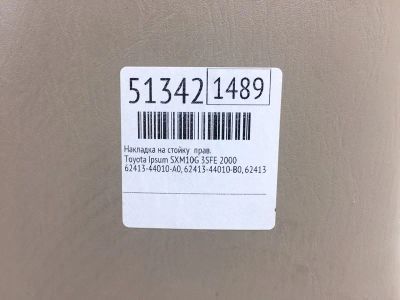 51342 1489
Накладка на стойку прав.
Toyota Ipsum SXM10G 3SFE 2000
62413-44010-A0, 62413-44010-B0, 62413